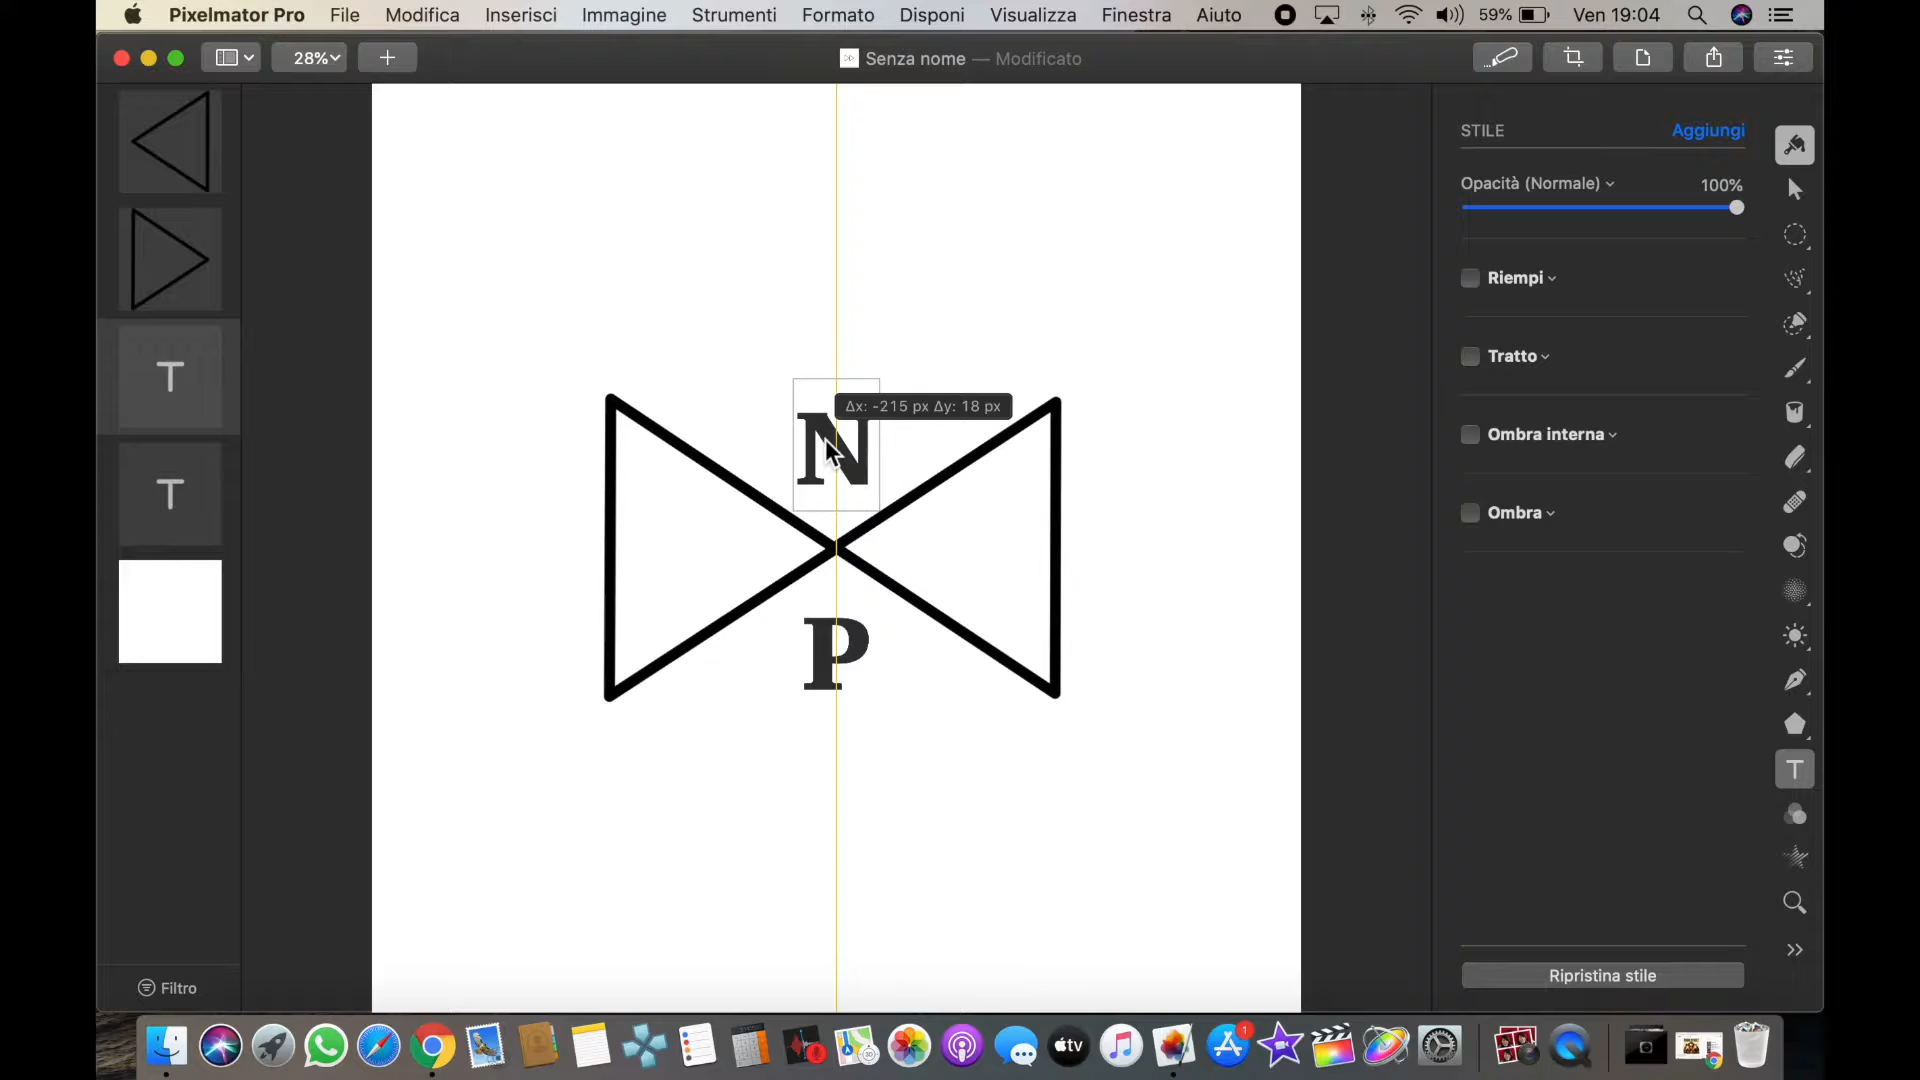 Pixelmator Pro File Modifica Inserisci Immagine Strumenti Formato Disponi Visualizza Finestra Aiuto 59% Ven 19:04
28% Senza nome — Modificato
STILE Aggiungi
Opacità (Normale) 100%
Riempi
Tratto
Ombra interna
Ombra
Ripristina stile
T
T
Filtro
Δx: -215 px Δy: 18 px
N
P
T
tv
1